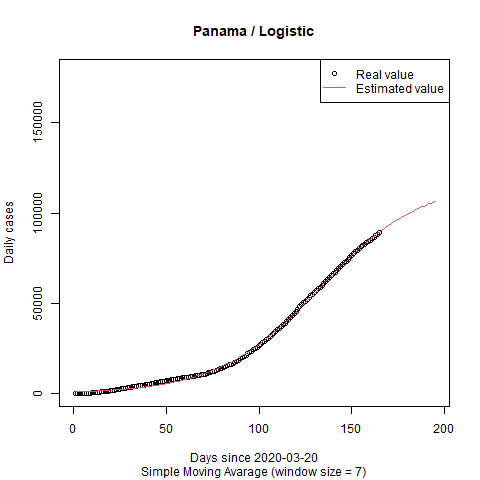 Panama / Logistic
Real value
Estimated value
Daily cases
150000
100000
50000
0
0 50 100 150 200
Days since 2020-03-20
Simple Moving Avarage (window size = 7)